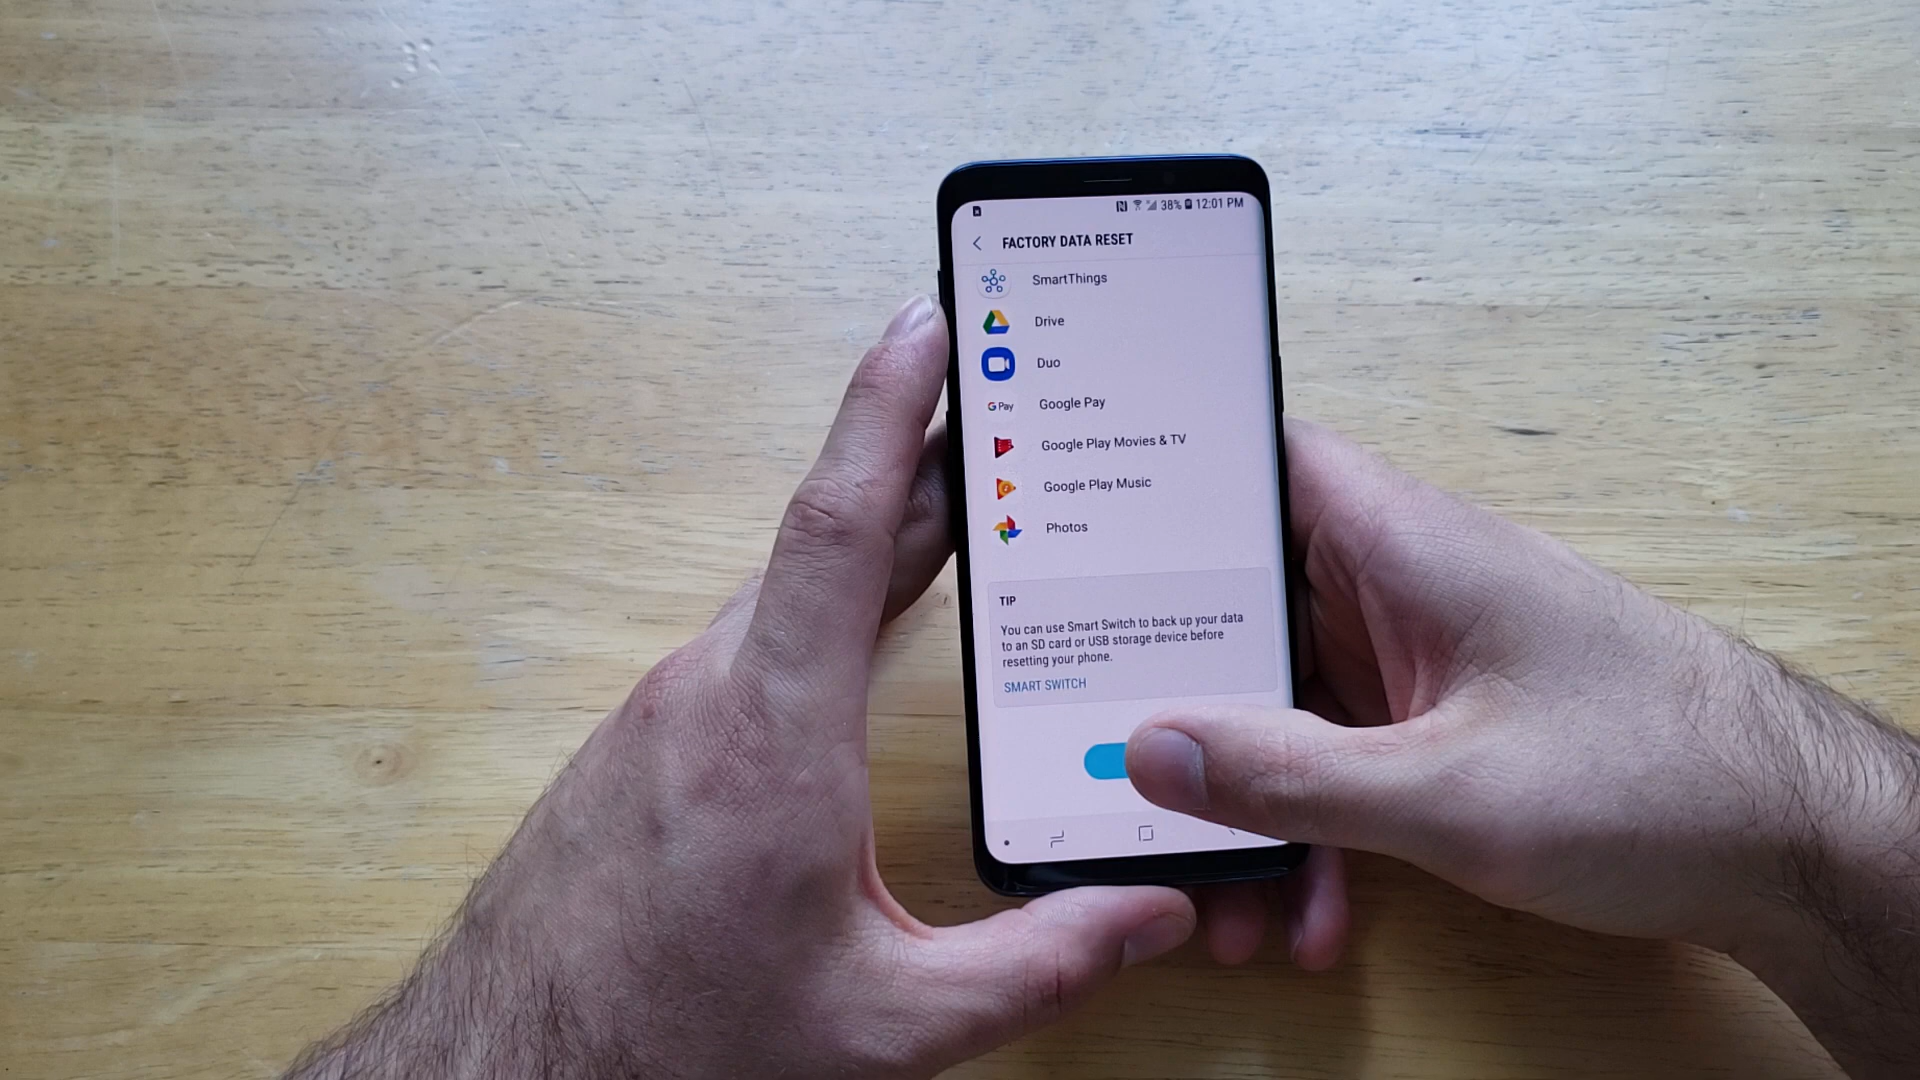 38% 12:01 PM
FACTORY DATA RESET
SmartThings
Drive
Duo
G Pay Google Pay
Google Play Movies & TV
Google Play Music
Photos
TIP
You can use Smart Switch to back up your data
to an SD card or USB storage device before
resetting your phone.
SMART SWITCH